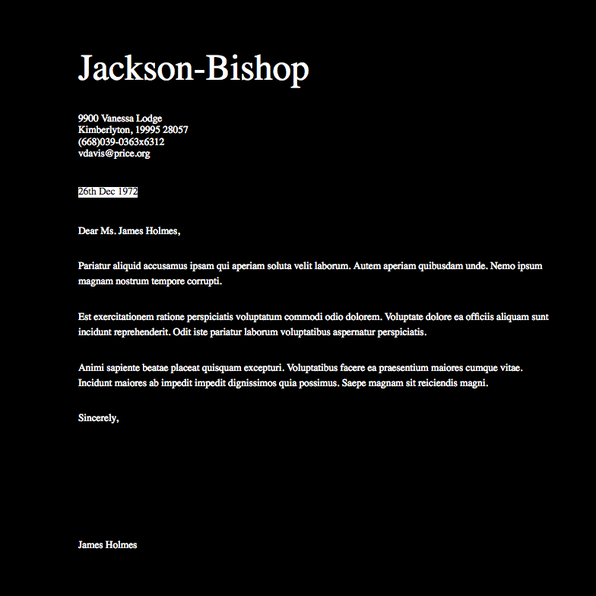 Jackson-Bishop
9900 Vanessa Lodge
Kimberlyton, 19995 28057
(668)039-0363x6312
vdavis@price.org
26th Dec 1972
Dear Ms. James Holmes,
Pariatur aliquid accusamus ipsam qui aperiam soluta velit laborum. Autem aperiam quibusdam unde. Nemo ipsum
magnam nostrum tempore corrupti.
Est exercitationem ratione perspiciatis voluptatum commodi odio dolorem. Voluptate dolore ea officiis aliquam sunt
incidunt reprehenderit. Odit iste pariatur laborum voluptatibus aspernatur perspiciatis.
Animi sapiente beatae placeat quisquam excepturi. Voluptatibus facere ea praesentium maiores cumque vitae.
Incidunt maiores ab impedit impedit dignissimos quia possimus. Saepe magnam sit reiciendis magni.
Sincerely,
James Holmes